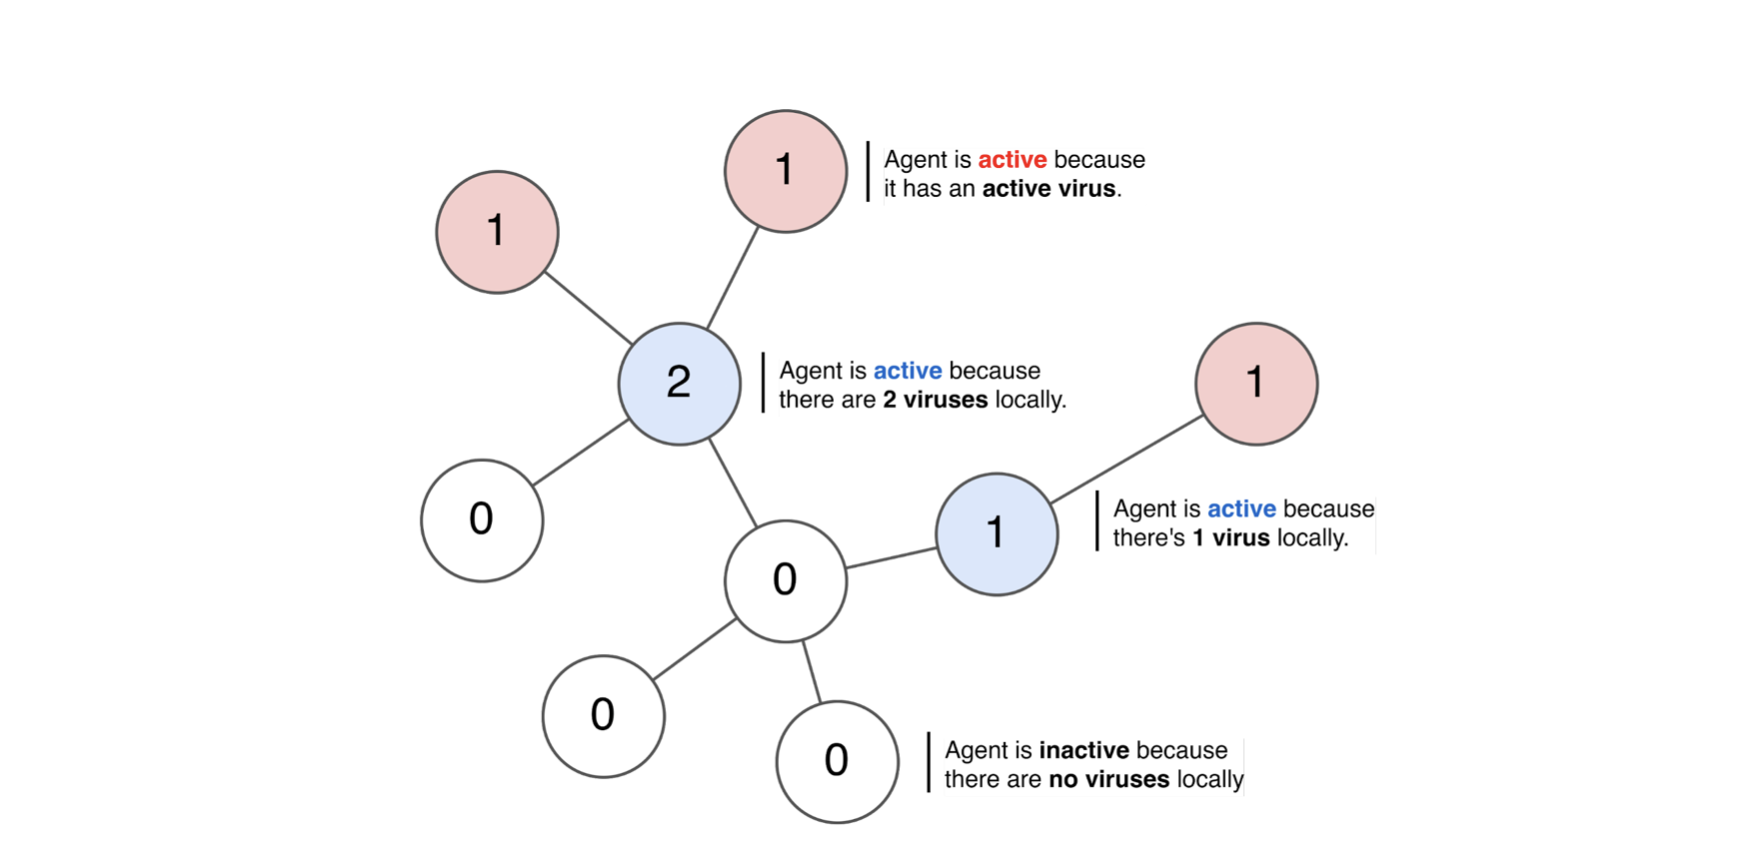 1
Agent is active because
it has an active virus.
1
2
Agent is active because
there are 2 viruses locally.
1
0
1
Agent is active because
there's 1 virus locally.
0
0
0
Agent is inactive because
there are no viruses locally